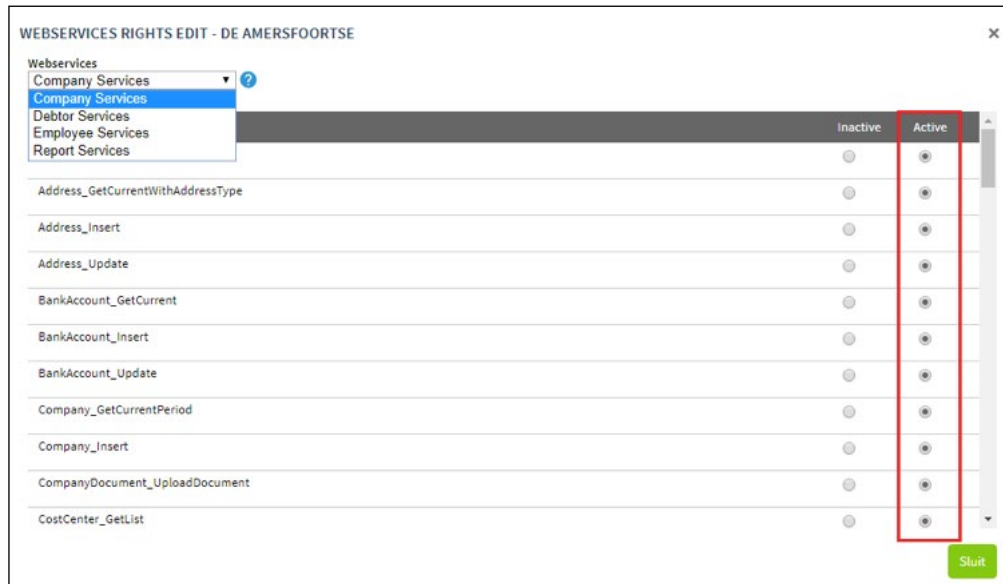 WEBSERVICES RIGHTS EDIT - DE AMERSFOORTSE
Webservices
Company Services
Company Services
Debtor Services
Employee Services
Report Services
Inactive Active
Address_GetCurrentWithAddressType
Address_Insert
Address_Update
BankAccount_GetCurrent
BankAccount_Insert
BankAccount_Update
Company_GetCurrentPeriod
Company_Insert
CompanyDocument_UploadDocument
CostCenter_GetList
Sluit